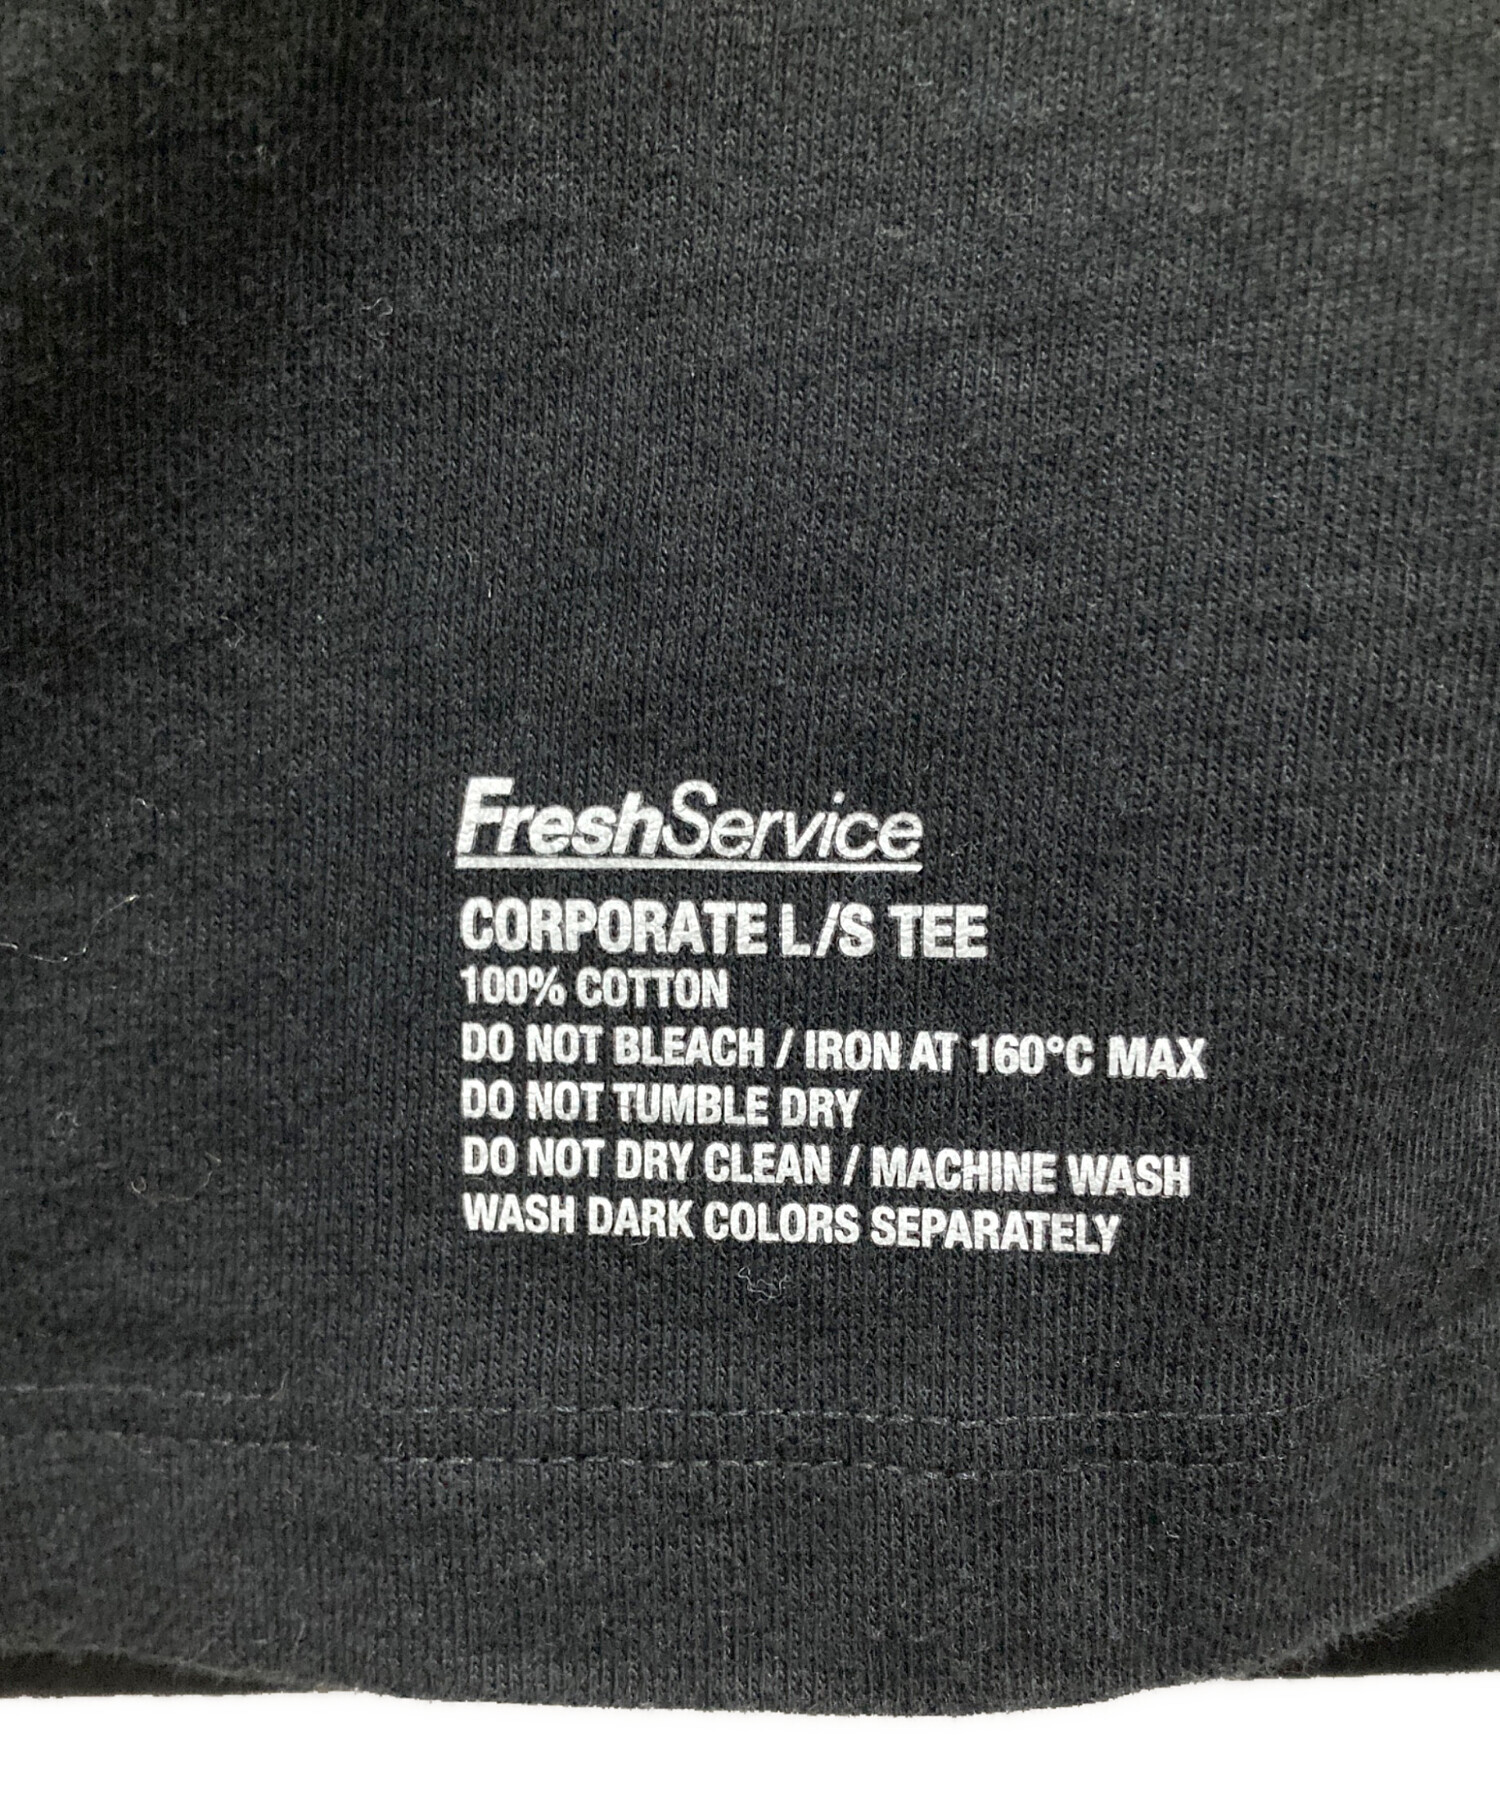 FreshService
CORPORATE L/S TEE
100% COTTON
DO NOT BLEACH / IRON AT 160°C MAX
DO NOT TUMBLE DRY
DO NOT DRY CLEAN / MACHINE WASH
WASH DARK COLORS SEPARATELY